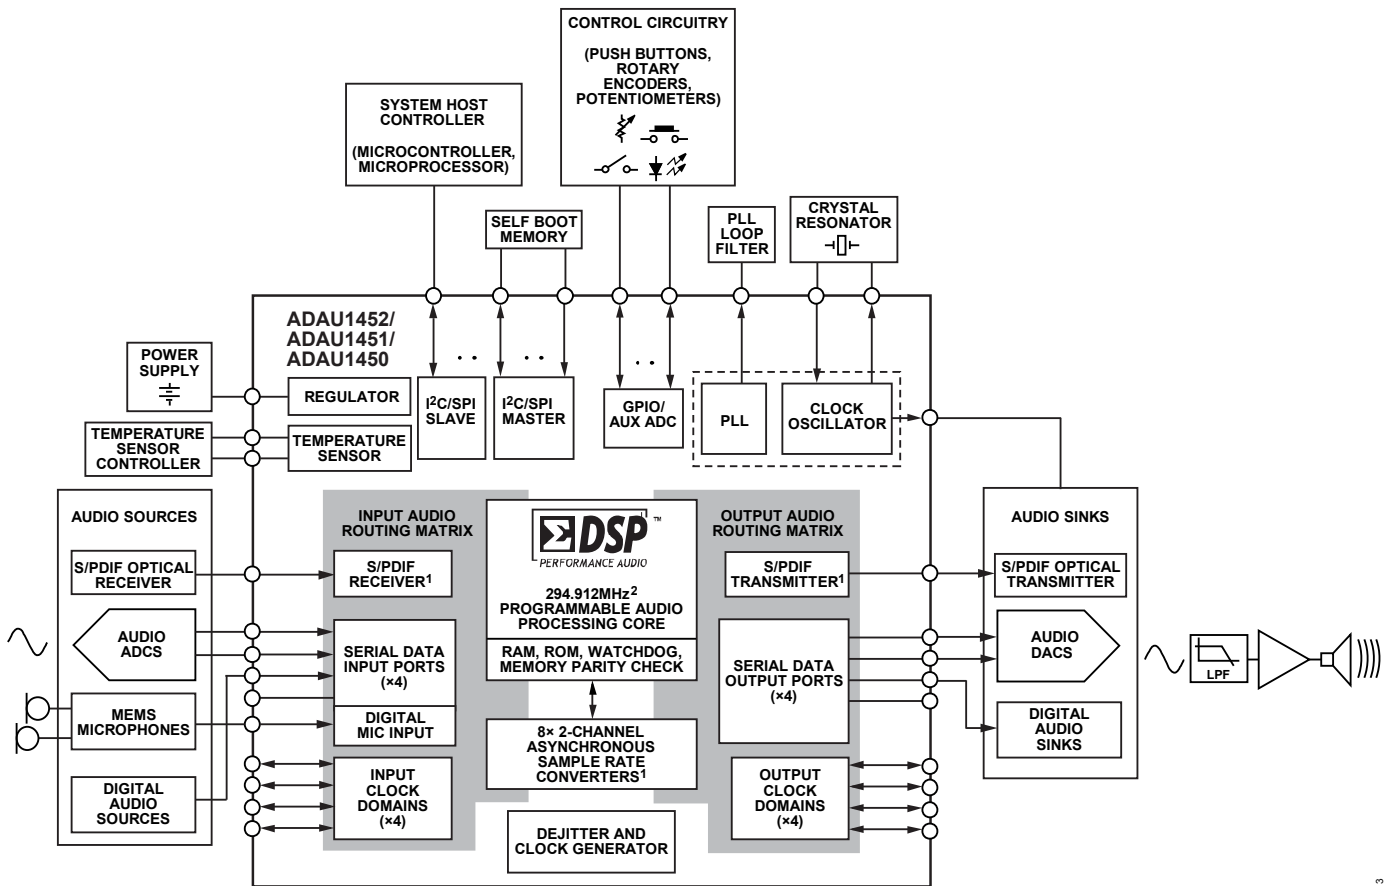 CONTROL CIRCUITRY
(PUSH BUTTONS,
ROTARY
ENCODERS,
POTENTIOMETERS)
SYSTEM HOST
CONTROLLER
(MICROCONTROLLER,
MICROPROCESSOR)
SELF BOOT
MEMORY
PLL
LOOP
FILTER
CRYSTAL
RESONATOR
ADAU1452/
ADAU1451/
ADAU1450
POWER
SUPPLY
REGULATOR
TEMPERATURE
SENSOR
CONTROLLER
TEMPERATURE
SENSOR
I²C/SPI
SLAVE
I²C/SPI
MASTER
GPIO/
AUX ADC
PLL
CLOCK
OSCILLATOR
AUDIO SOURCES
S/PDIF OPTICAL
RECEIVER
AUDIO
ADCS
MEMS
MICROPHONES
DIGITAL
AUDIO
SOURCES
INPUT AUDIO
ROUTING MATRIX
S/PDIF
RECEIVER¹
SERIAL DATA
INPUT PORTS
(×4)
DIGITAL
MIC INPUT
INPUT
CLOCK
DOMAINS
(×4)
ΣDSP™
PERFORMANCE AUDIO
294.912MHz²
PROGRAMMABLE AUDIO
PROCESSING CORE
RAM, ROM, WATCHDOG,
MEMORY PARITY CHECK
8× 2-CHANNEL
ASYNCHRONOUS
SAMPLE RATE
CONVERTERS¹
DEJITTER AND
CLOCK GENERATOR
OUTPUT AUDIO
ROUTING MATRIX
S/PDIF
TRANSMITTER¹
SERIAL DATA
OUTPUT PORTS
(×4)
OUTPUT
CLOCK
DOMAINS
(×4)
AUDIO SINKS
S/PDIF OPTICAL
TRANSMITTER
AUDIO
DACS
DIGITAL
AUDIO
SINKS
LPF
3